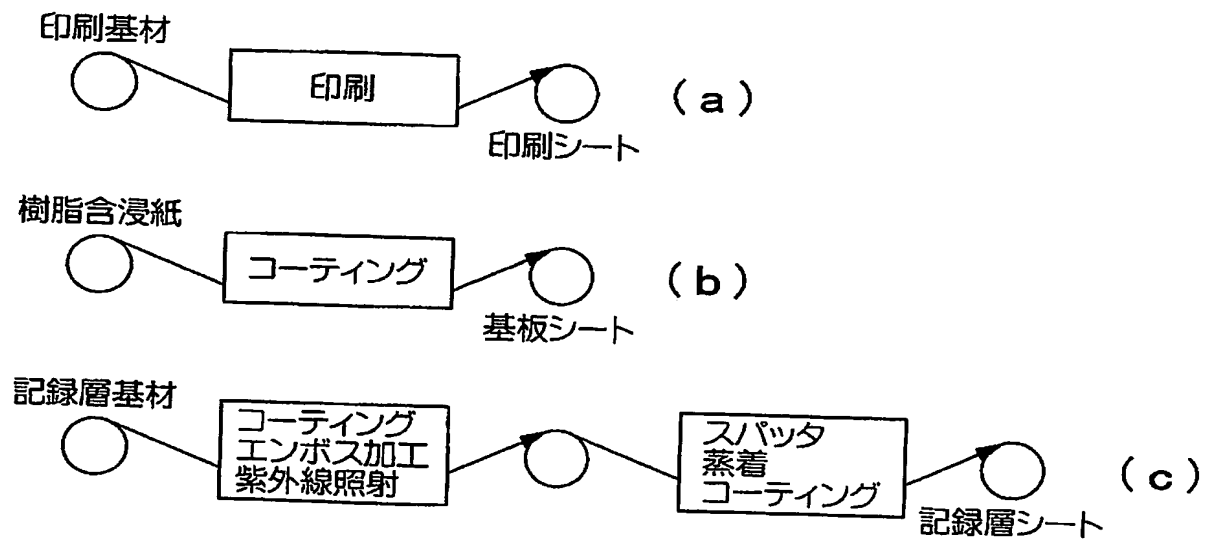 印刷基材
印刷
印刷シート
(a)
樹脂含浸紙
コーティング
基板シート
(b)
記録層基材
コーティング
エンボス加工
紫外線照射
スパッタ
蒸着
コーティング
記録層シート
(c)